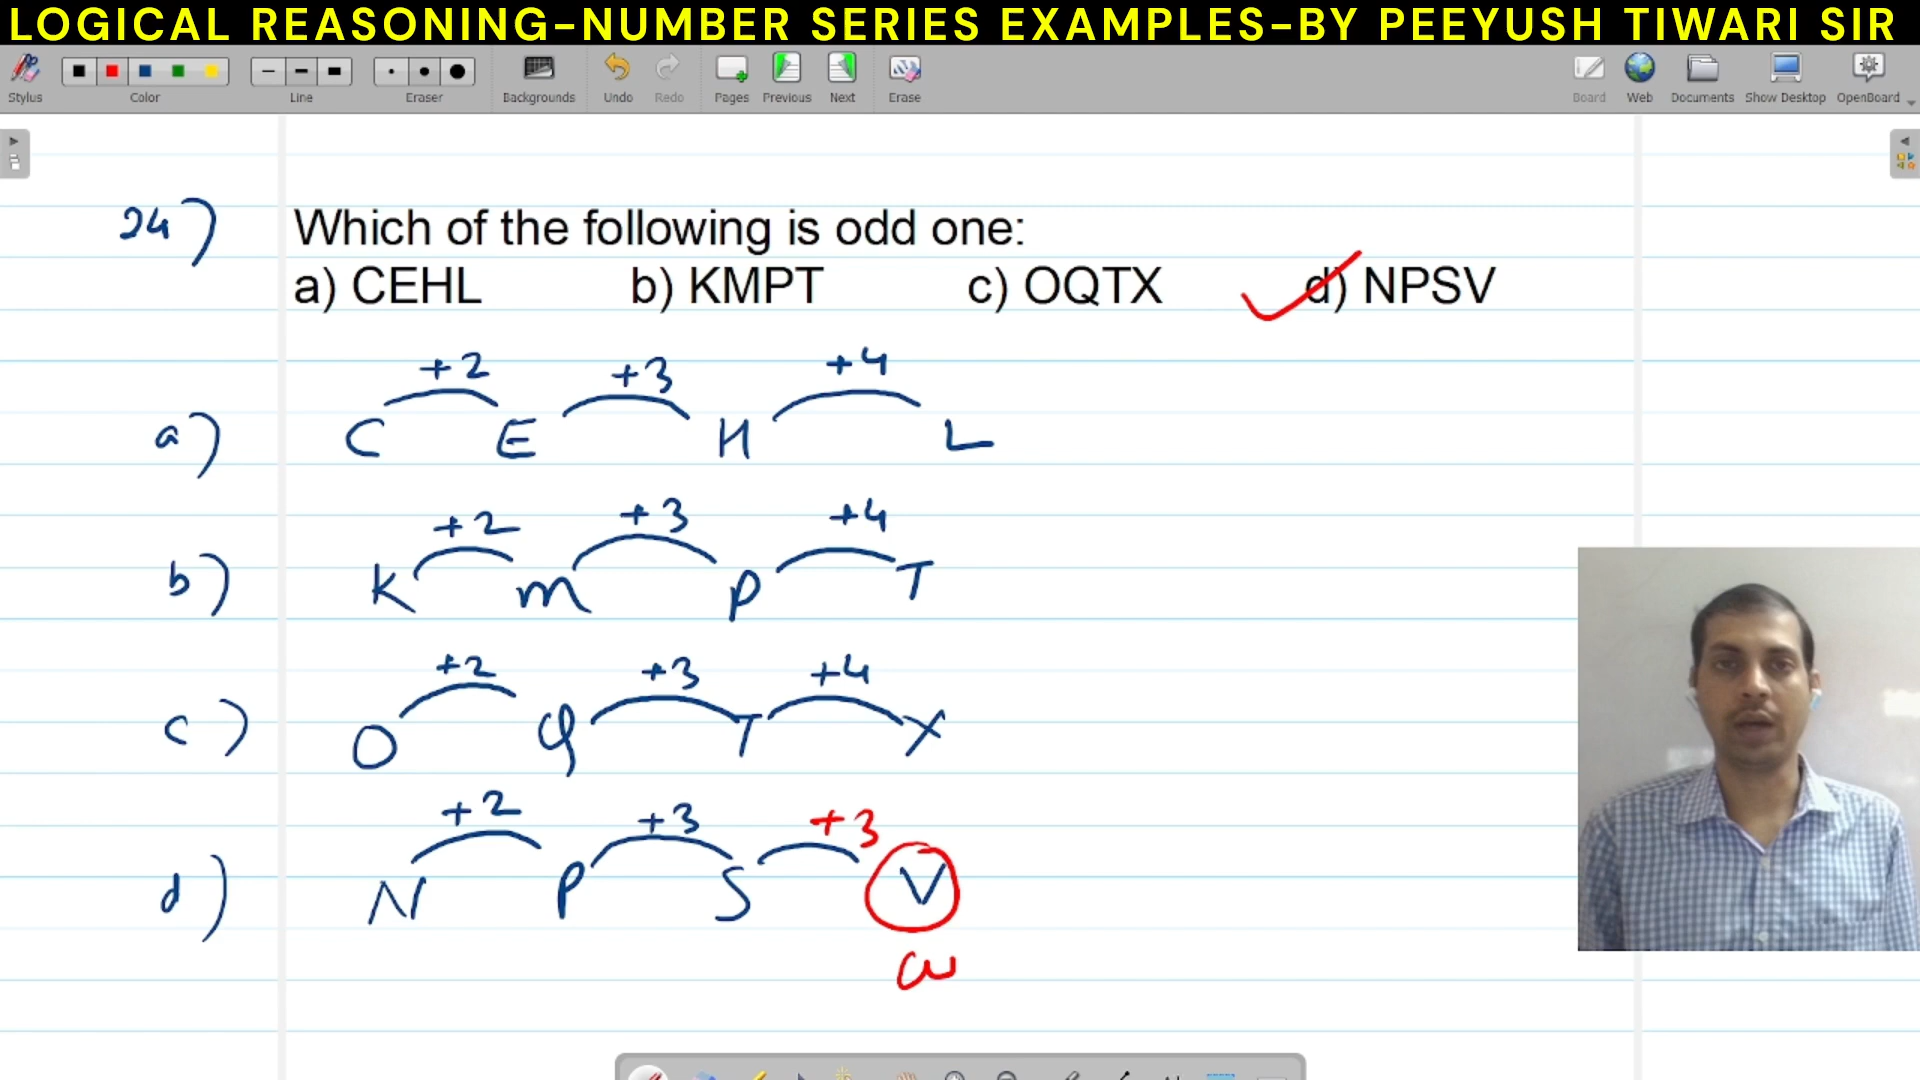 LOGICAL REASONING-NUMBER SERIES EXAMPLES-BY PEEYUSH TIWARI SIR
Stylus Color Line Eraser Backgrounds Undo Redo Pages Previous Next Erase Board Web Documents Show Desktop OpenBoard
24) Which of the following is odd one:
a) CEHL b) KMPT c) OQTX d) NPSV
+2 +3 +4
a) C E H L
+2 +3 +4
b) K M P T
+2 +3 +4
c) O Q T X
+2 +3 +3
d) N P S V
W